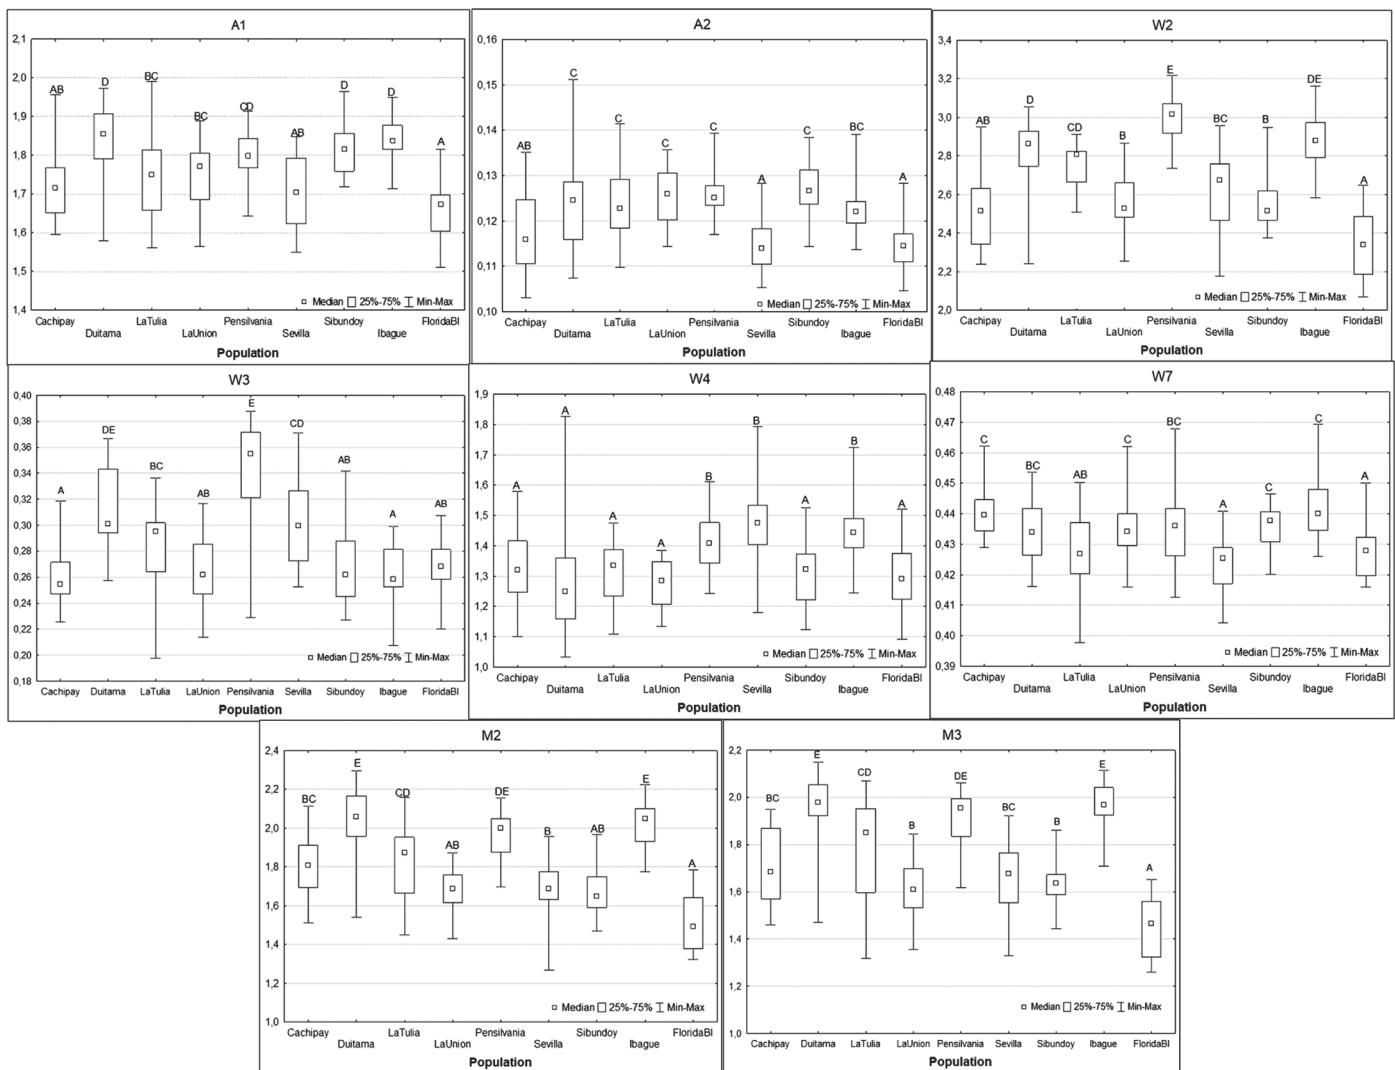 A1
2,1
2,0
1,9
1,8
1,7
1,6
1,5
1,4
AB
D
BC
BC
CD
AB
D
D
A
Median 25%-75% Min-Max
Cachipay LaTulia Pensilvania Sibundoy FloridaBl
Duitama LaUnion Sevilla Ibague
Population
A2
0,16
0,15
0,14
0,13
0,12
0,11
0,10
AB
C
C
C
C
A
C
BC
A
Median 25%-75% Min-Max
Cachipay LaTulia Pensilvania Sibundoy FloridaBl
Duitama LaUnion Sevilla Ibague
Population
W2
3,4
3,2
3,0
2,8
2,6
2,4
2,2
2,0
AB
D
CD
B
E
BC
B
DE
A
Median 25%-75% Min-Max
Cachipay LaTulia Pensilvania Sibundoy FloridaBl
Duitama LaUnion Sevilla Ibague
Population
W3
0,40
0,38
0,36
0,34
0,32
0,30
0,28
0,26
0,24
0,22
0,20
0,18
A
DE
BC
AB
E
CD
AB
A
AB
Median 25%-75% Min-Max
Cachipay Duitama LaTulia LaUnion Pensilvania Sevilla Sibundoy Ibague FloridaBl
Population
W4
1,9
1,8
1,7
1,6
1,5
1,4
1,3
1,2
1,1
1,0
A
A
A
A
B
B
A
B
A
Median 25%-75% Min-Max
Cachipay LaTulia Pensilvania Sibundoy FloridaBl
Duitama LaUnion Sevilla Ibague
Population
W7
0,48
0,47
0,46
0,45
0,44
0,43
0,42
0,41
0,40
0,39
C
BC
AB
C
BC
A
C
C
A
Median 25%-75% Min-Max
Cachipay LaTulia Pensilvania Sibundoy FloridaBl
Duitama LaUnion Sevilla Ibague
Population
M2
2,4
2,2
2,0
1,8
1,6
1,4
1,2
1,0
BC
E
CD
AB
DE
B
AB
E
A
Median 25%-75% Min-Max
Cachipay LaTulia Pensilvania Sibundoy FloridaBl
Duitama LaUnion Sevilla Ibague
Population
M3
2,2
2,0
1,8
1,6
1,4
1,2
1,0
BC
E
CD
B
DE
BC
B
E
A
Median 25%-75% Min-Max
Cachipay Duitama LaTulia LaUnion Pensilvania Sevilla Sibundoy Ibague FloridaBl
Population